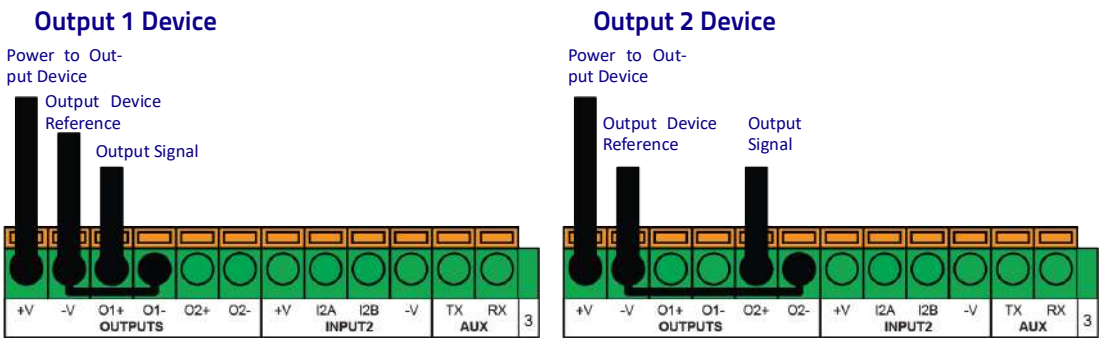 Output 1 Device
Power to Out-
put Device
Output Device
Reference
Output Signal
+V -V O1+ O1- O2+ O2- +V I2A I2B -V TX RX
OUTPUTS INPUT2 AUX 3
Output 2 Device
Power to Out-
put Device
Output Device
Reference
Output
Signal
+V -V O1+ O1- O2+ O2- +V I2A I2B -V TX RX
OUTPUTS INPUT2 AUX 3